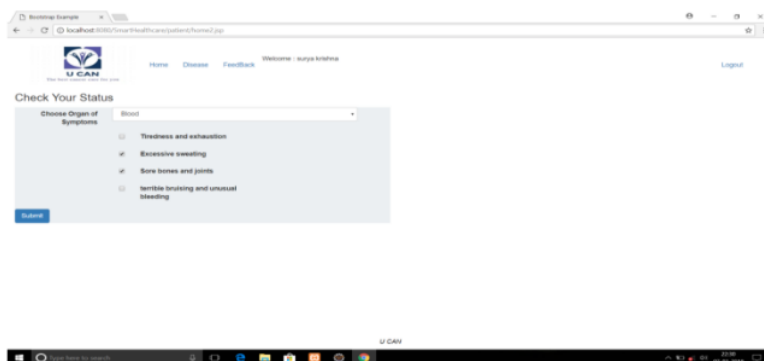 Bootstrap Example
localhost:8080/SmartHealthcare/patient/home2.jsp
U CAN
Home Disease FeedBack Welcome : surya krishna Logout
Check Your Status
Choose Organ of Symptoms Blood
Tiredness and exhaustion
Excessive sweating
Sore bones and joints
terrible bruising and unusual
bleeding
Submit
U CAN
Type here to search